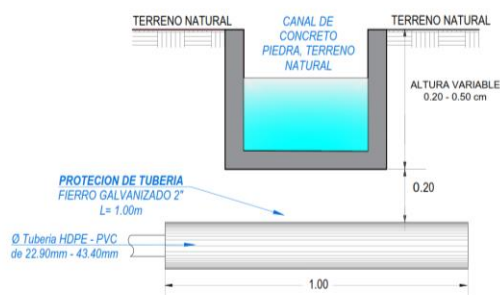 TERRENO NATURAL
CANAL DE
CONCRETO
PIEDRA, TERRENO
NATURAL
TERRENO NATURAL
ALTURA VARIABLE
0.20 - 0.50 cm
0.20
PROTECION DE TUBERIA
FIERRO GALVANIZADO 2"
L= 1.00m
Ø Tuberia HDPE - PVC
de 22.90mm - 43.40mm
1.00